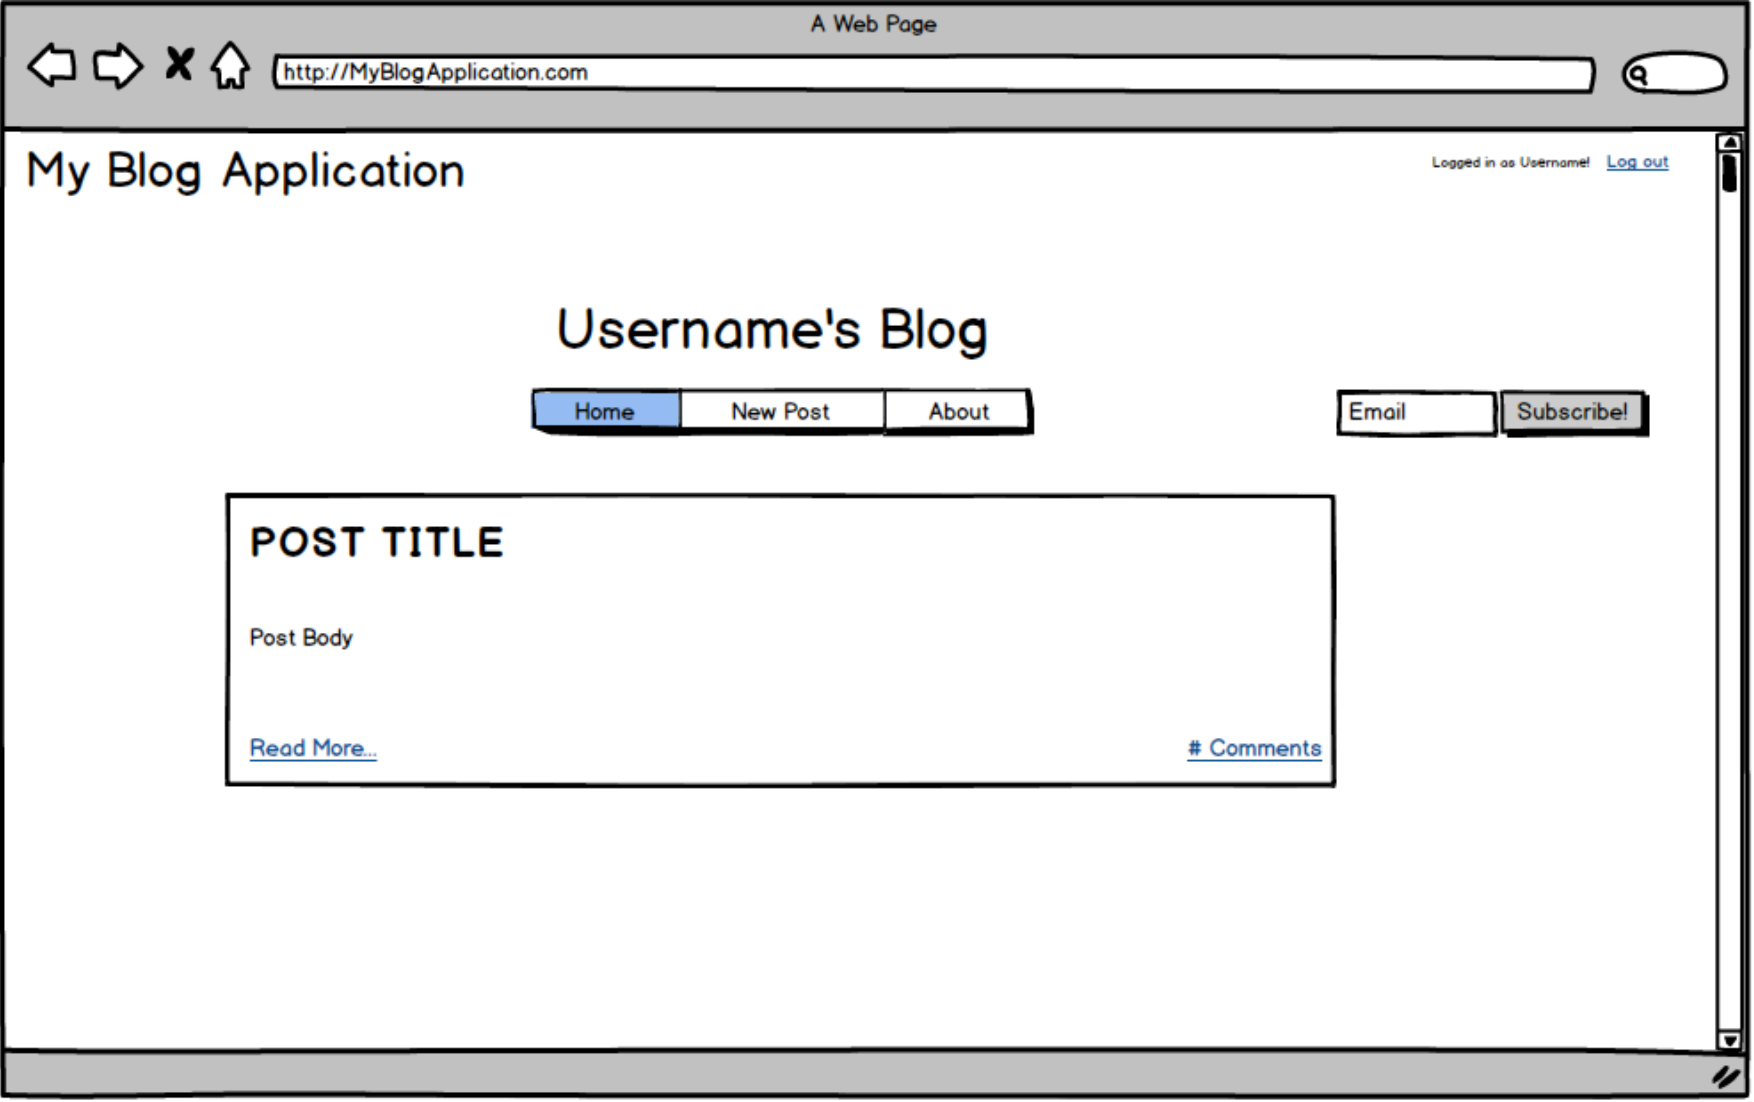 A Web Page
http://MyBlogApplication.com
My Blog Application
Logged in as Username! Log out
Username's Blog
Home New Post About
Email Subscribe!
POST TITLE
Post Body
Read More... # Comments